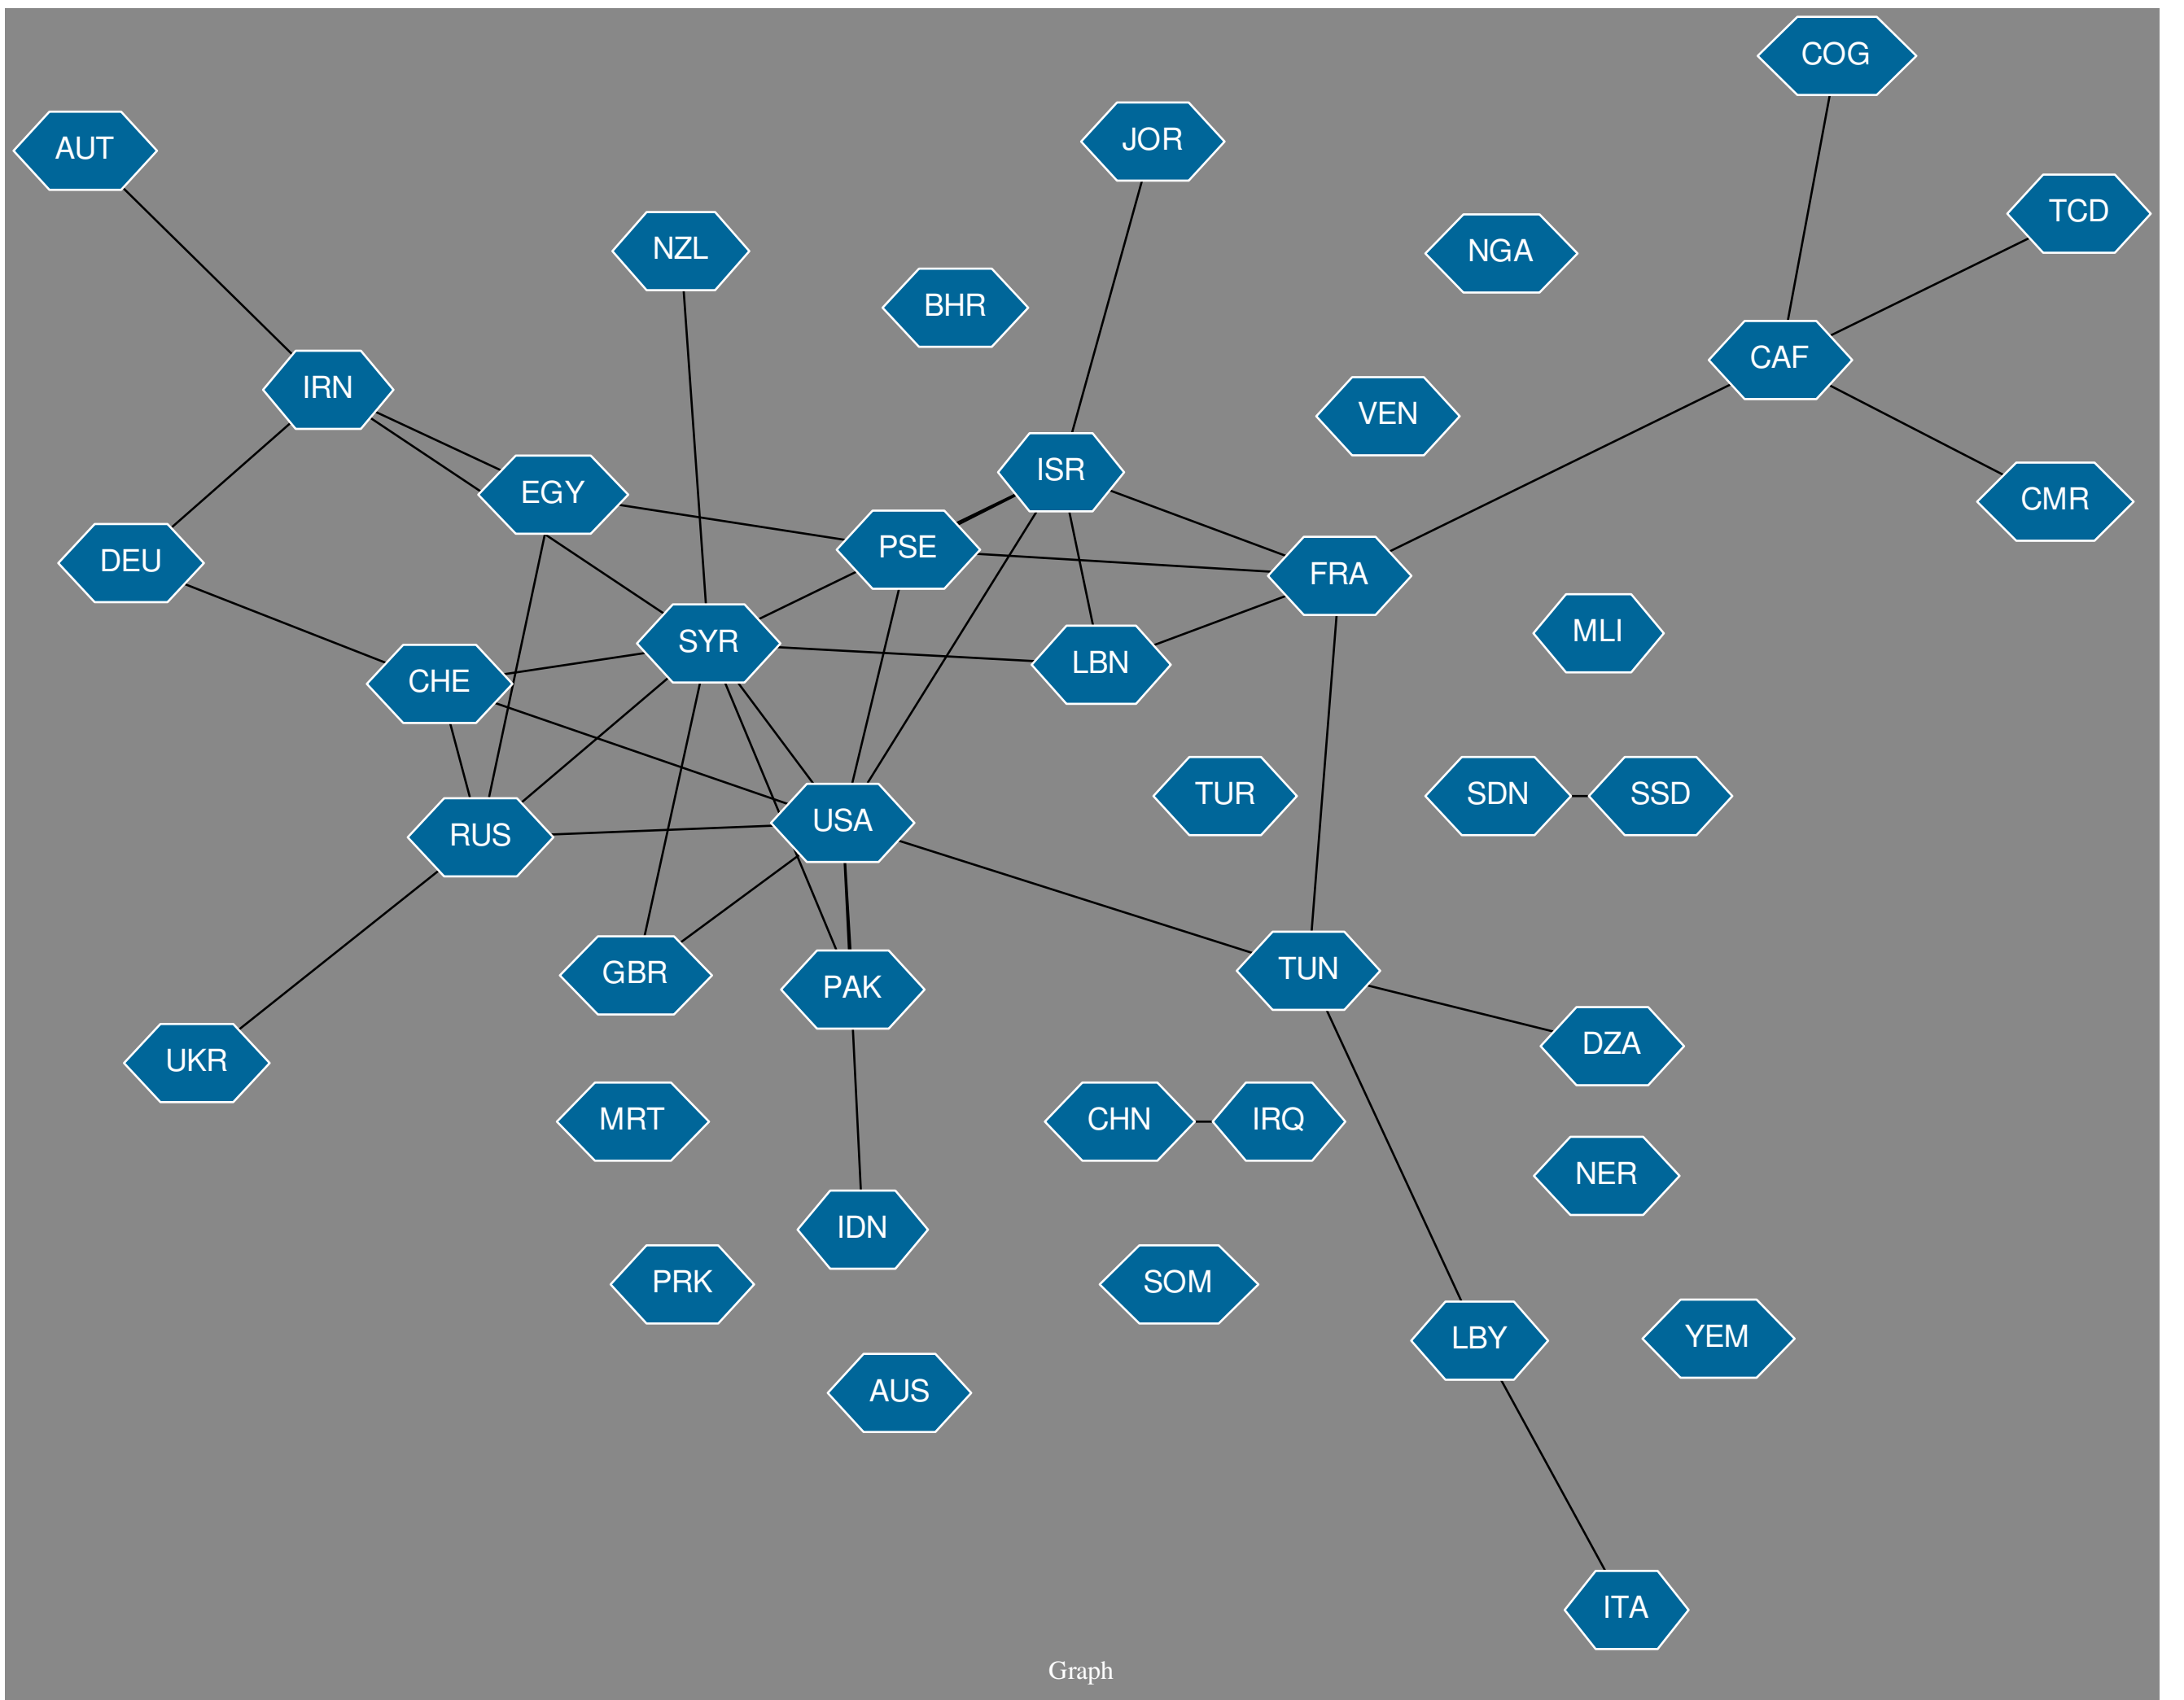 COG
JOR
AUT
TCD
NZL
NGA
BHR
CAF
IRN
VEN
ISR
EGY
CMR
PSE
DEU
FRA
MLI
SYR
LBN
CHE
TUR
SDN
SSD
USA
RUS
TUN
GBR
PAK
DZA
UKR
MRT
CHN
IRQ
NER
IDN
PRK
SOM
YEM
LBY
AUS
ITA
Graph